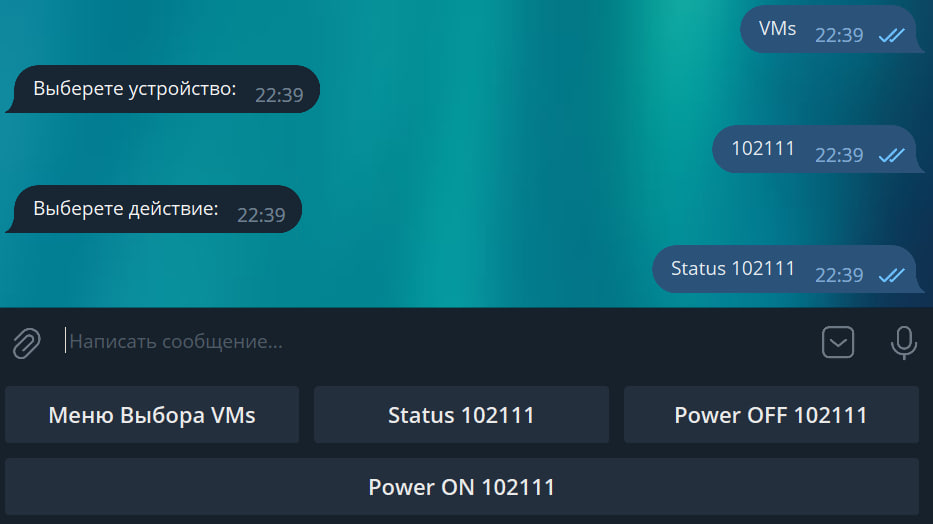 VMs 22:39
Выберете устройство: 22:39
102111 22:39
Выберете действие: 22:39
Status 102111 22:39
Написать сообщение...
Меню Выбора VMs
Status 102111
Power OFF 102111
Power ON 102111